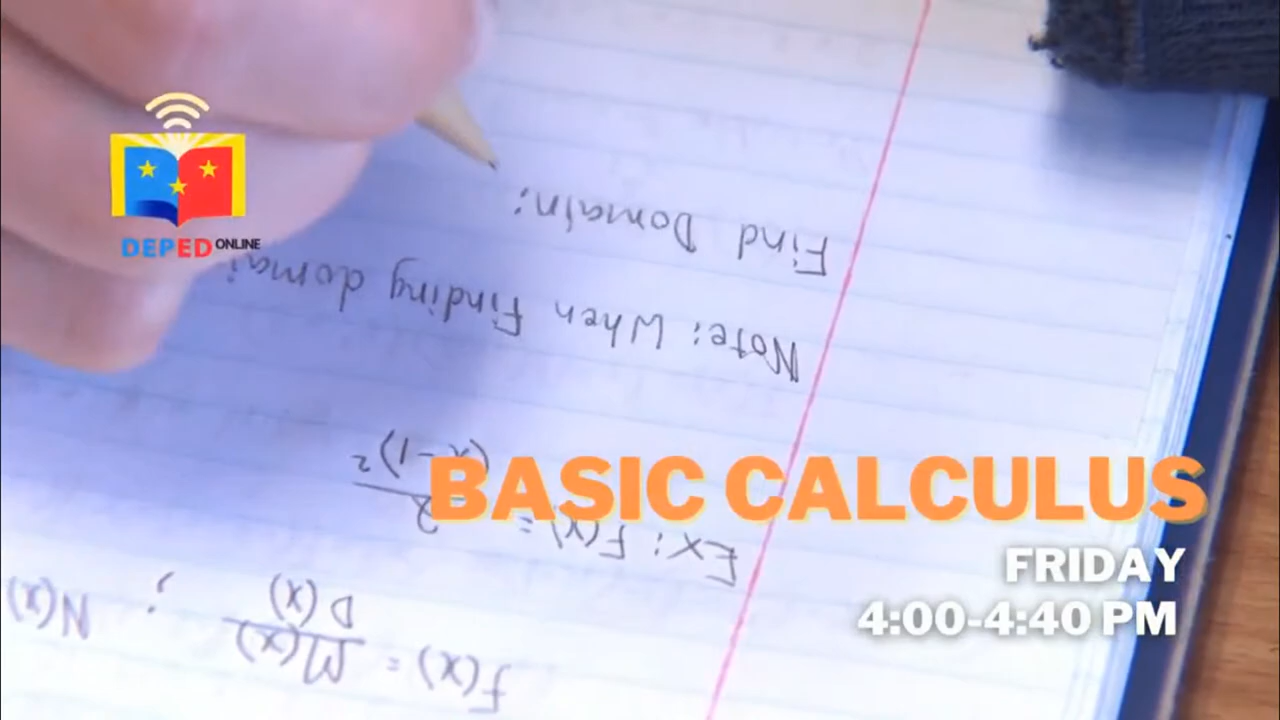 DEPED ONLINE
f(x) = M(x) / D(x) ; N(x)
Ex: F(x) = 2 / (x-1)²
Note: When finding domai
Find Domain:
BASIC CALCULUS
FRIDAY
4:00-4:40 PM